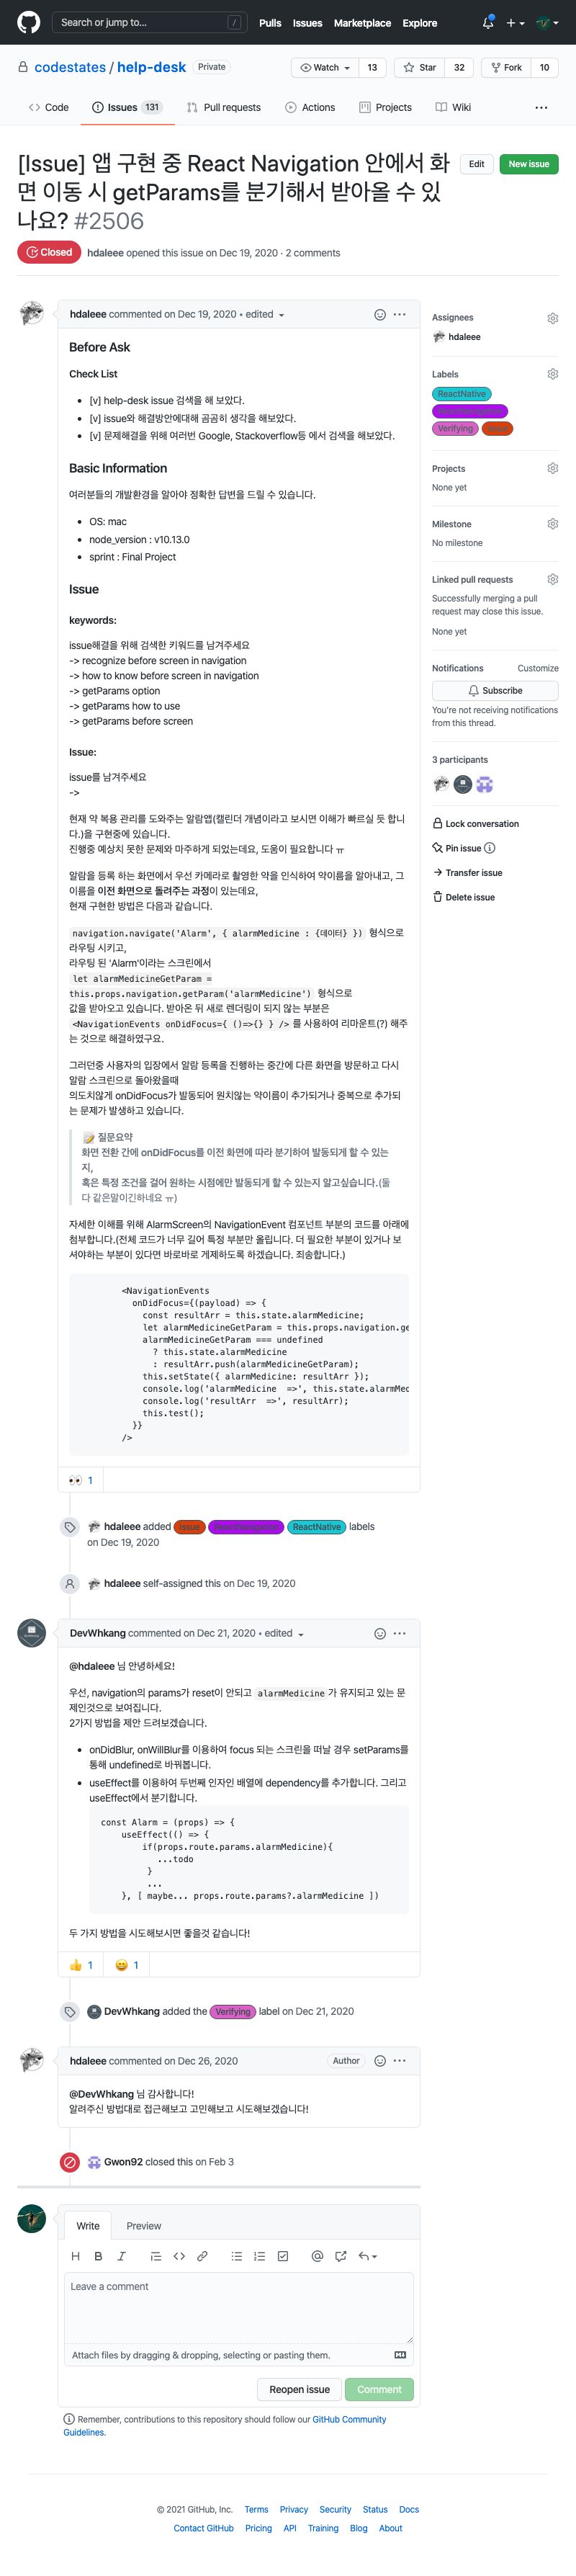 Search or jump to... /
Pulls Issues Marketplace Explore
codestates / help-desk Private
Watch 13 Star 32 Fork 10
Code Issues 131 Pull requests Actions Projects Wiki
[Issue] 앱 구현 중 React Navigation 안에서 화
면 이동 시 getParams를 분기해서 받아올 수 있
나요? #2506
Edit New issue
Closed hdaleee opened this issue on Dec 19, 2020 · 2 comments
hdaleee commented on Dec 19, 2020 • edited
Before Ask
Check List
[v] help-desk issue 검색을 해 보았다.
[v] issue와 해결방안에대해 곰곰히 생각을 해보았다.
[v] 문제해결을 위해 여러번 Google, Stackoverflow등 에서 검색을 해보았다.
Basic Information
여러분들의 개발환경을 알아야 정확한 답변을 드릴 수 있습니다.
OS: mac
node_version : v10.13.0
sprint : Final Project
Issue
keywords:
issue해결을 위해 검색한 키워드를 남겨주세요
-> recognize before screen in navigation
-> how to know before screen in navigation
-> getParams option
-> getParams how to use
-> getParams before screen
Issue:
issue를 남겨주세요
->
현재 약 복용 관리를 도와주는 알람앱(캘린더 개념이라고 보시면 이해가 빠르실 듯 합니
다.)을 구현중에 있습니다.
진행중 예상치 못한 문제와 마주하게 되었는데요, 도움이 필요합니다 ㅠ
알람을 등록 하는 화면에서 우선 카메라로 촬영한 약을 인식하여 약이름을 알아내고, 그
이름을 이전 화면으로 돌려주는 과정이 있는데요,
현재 구현한 방법은 다음과 같습니다.
navigation.navigate('Alarm', { alarmMedicine : {데이터} }) 형식으로
라우팅 시키고,
라우팅 된 'Alarm'이라는 스크린에서
let alarmMedicineGetParam =
this.props.navigation.getParam('alarmMedicine') 형식으로
값을 받아오고 있습니다. 받아온 뒤 새로 렌더링이 되지 않는 부분은
<NavigationEvents onDidFocus={ ()=>{} } /> 를 사용하여 리마운트(?) 해주
는 것으로 해결하였구요.
그러던중 사용자의 입장에서 알람 등록을 진행하는 중간에 다른 화면을 방문하고 다시
알람 스크린으로 돌아왔을때
의도치않게 onDidFocus가 발동되어 원치않는 약이름이 추가되거나 중복으로 추가되
는 문제가 발생하고 있습니다.
📝 질문요약
화면 전환 간에 onDidFocus를 이전 화면에 따라 분기하여 발동되게 할 수 있는
지,
혹은 특정 조건을 걸어 원하는 시점에만 발동되게 할 수 있는지 알고싶습니다.(둘
다 같은말이긴하네요 ㅠ)
자세한 이해를 위해 AlarmScreen의 NavigationEvent 컴포넌트 부분의 코드를 아래에
첨부합니다.(전체 코드가 너무 길어 특정 부분만 올립니다. 더 필요한 부분이 있거나 보
셔야하는 부분이 있다면 바로바로 게제하도록 하겠습니다. 죄송합니다.)
<NavigationEvents
onDidFocus={(payload) => {
const resultArr = this.state.alarmMedicine;
let alarmMedicineGetParam = this.props.navigation.ge
alarmMedicineGetParam === undefined
? this.state.alarmMedicine
: resultArr.push(alarmMedicineGetParam);
this.setState({ alarmMedicine: resultArr });
console.log('alarmMedicine =>', this.state.alarmMed
console.log('resultArr =>', resultArr);
this.test();
}}
/>
👀 1
hdaleee added Issue ReactNative labels
on Dec 19, 2020
hdaleee self-assigned this on Dec 19, 2020
DevWhkang commented on Dec 21, 2020 • edited
@hdaleee 님 안녕하세요!
우선, navigation의 params가 reset이 안되고 alarmMedicine 가 유지되고 있는 문
제인것으로 보여집니다.
2가지 방법을 제안 드려보겠습니다.
onDidBlur, onWillBlur를 이용하여 focus 되는 스크린을 떠날 경우 setParams를
통해 undefined로 바꿔봅니다.
useEffect를 이용하여 두번째 인자인 배열에 dependency를 추가합니다. 그리고
useEffect에서 분기합니다.
const Alarm = (props) => {
useEffect(() => {
if(props.route.params.alarmMedicine){
...todo
}
...
}, [ maybe... props.route.params?.alarmMedicine ])
두 가지 방법을 시도해보시면 좋을것 같습니다!
👍 1 😄 1
DevWhkang added the Verifying label on Dec 21, 2020
hdaleee commented on Dec 26, 2020 Author
@DevWhkang 님 감사합니다!
알려주신 방법대로 접근해보고 고민해보고 시도해보겠습니다!
Gwon92 closed this on Feb 3
Write Preview
Leave a comment
Attach files by dragging & dropping, selecting or pasting them.
Reopen issue Comment
Remember, contributions to this repository should follow our GitHub Community
Guidelines.
Assignees
hdaleee
Labels
ReactNative
Verifying
Projects
None yet
Milestone
No milestone
Linked pull requests
Successfully merging a pull
request may close this issue.
None yet
Notifications Customize
Subscribe
You're not receiving notifications
from this thread.
3 participants
Lock conversation
Pin issue
Transfer issue
Delete issue
© 2021 GitHub, Inc. Terms Privacy Security Status Docs
Contact GitHub Pricing API Training Blog About